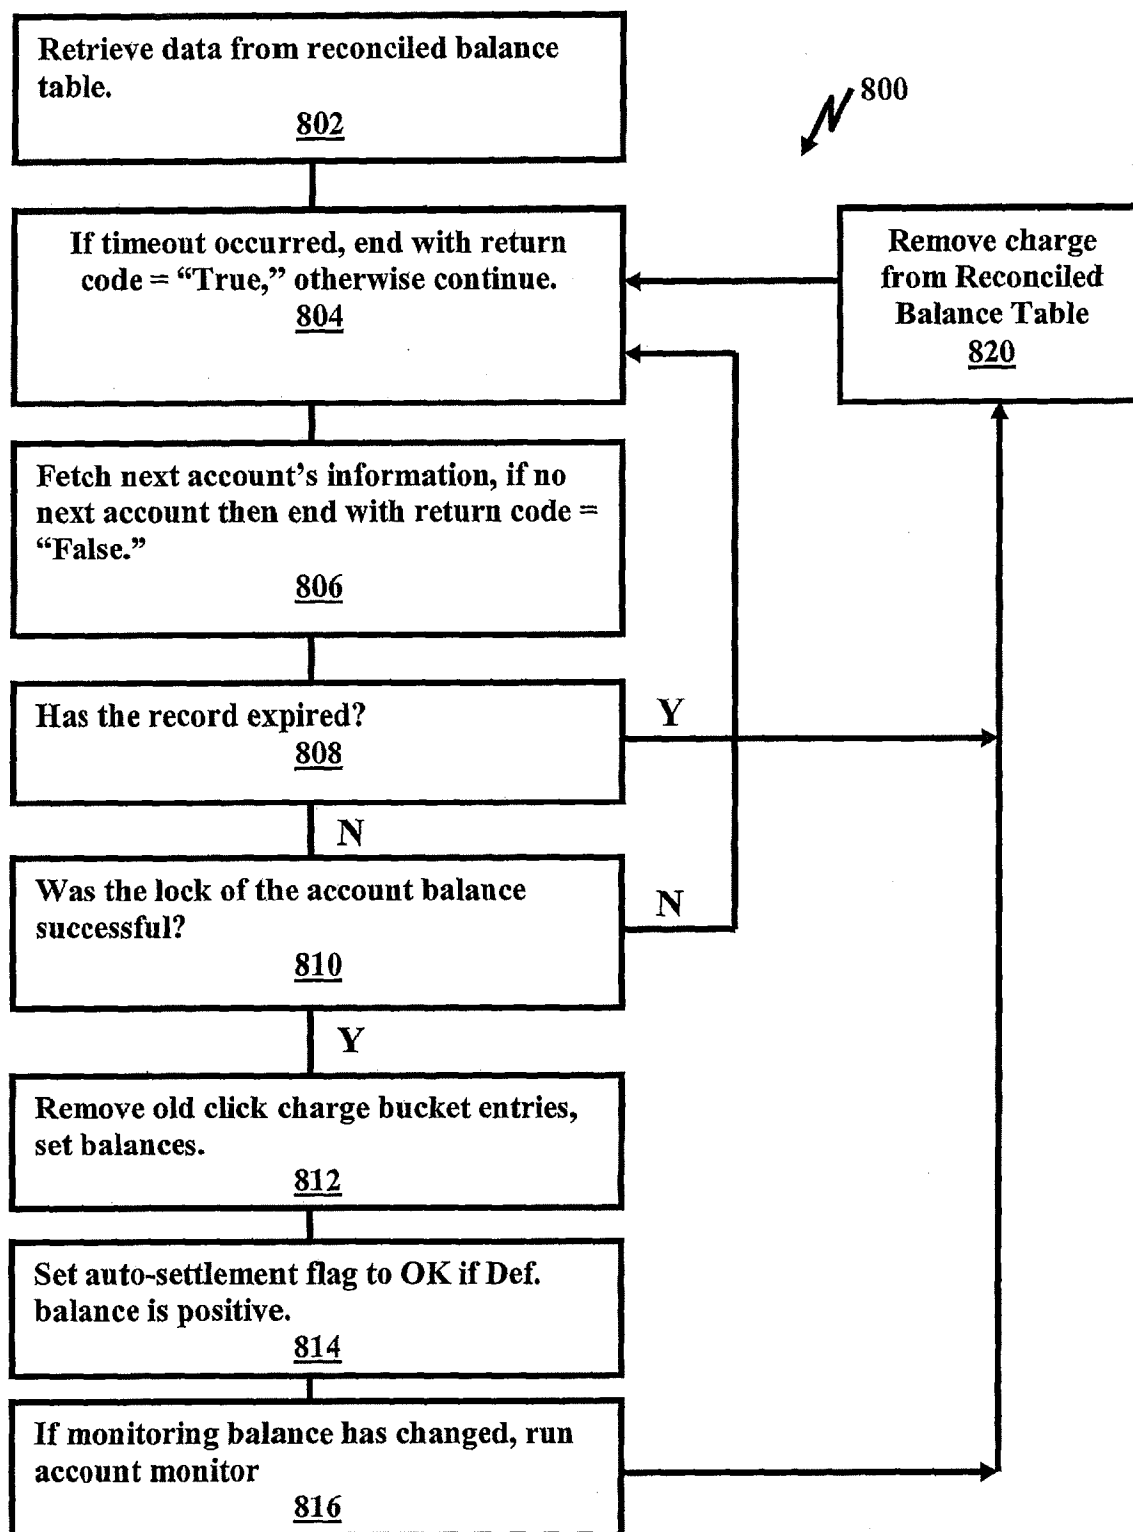 Retrieve data from reconciled balance
table.
802
800
If timeout occurred, end with return
code = “True,” otherwise continue.
804
Remove charge
from Reconciled
Balance Table
820
Fetch next account’s information, if no
next account then end with return code =
“False.”
806
Has the record expired?
808
Y
N
Was the lock of the account balance
successful?
810
N
Y
Remove old click charge bucket entries,
set balances.
812
Set auto-settlement flag to OK if Def.
balance is positive.
814
If monitoring balance has changed, run
account monitor
816